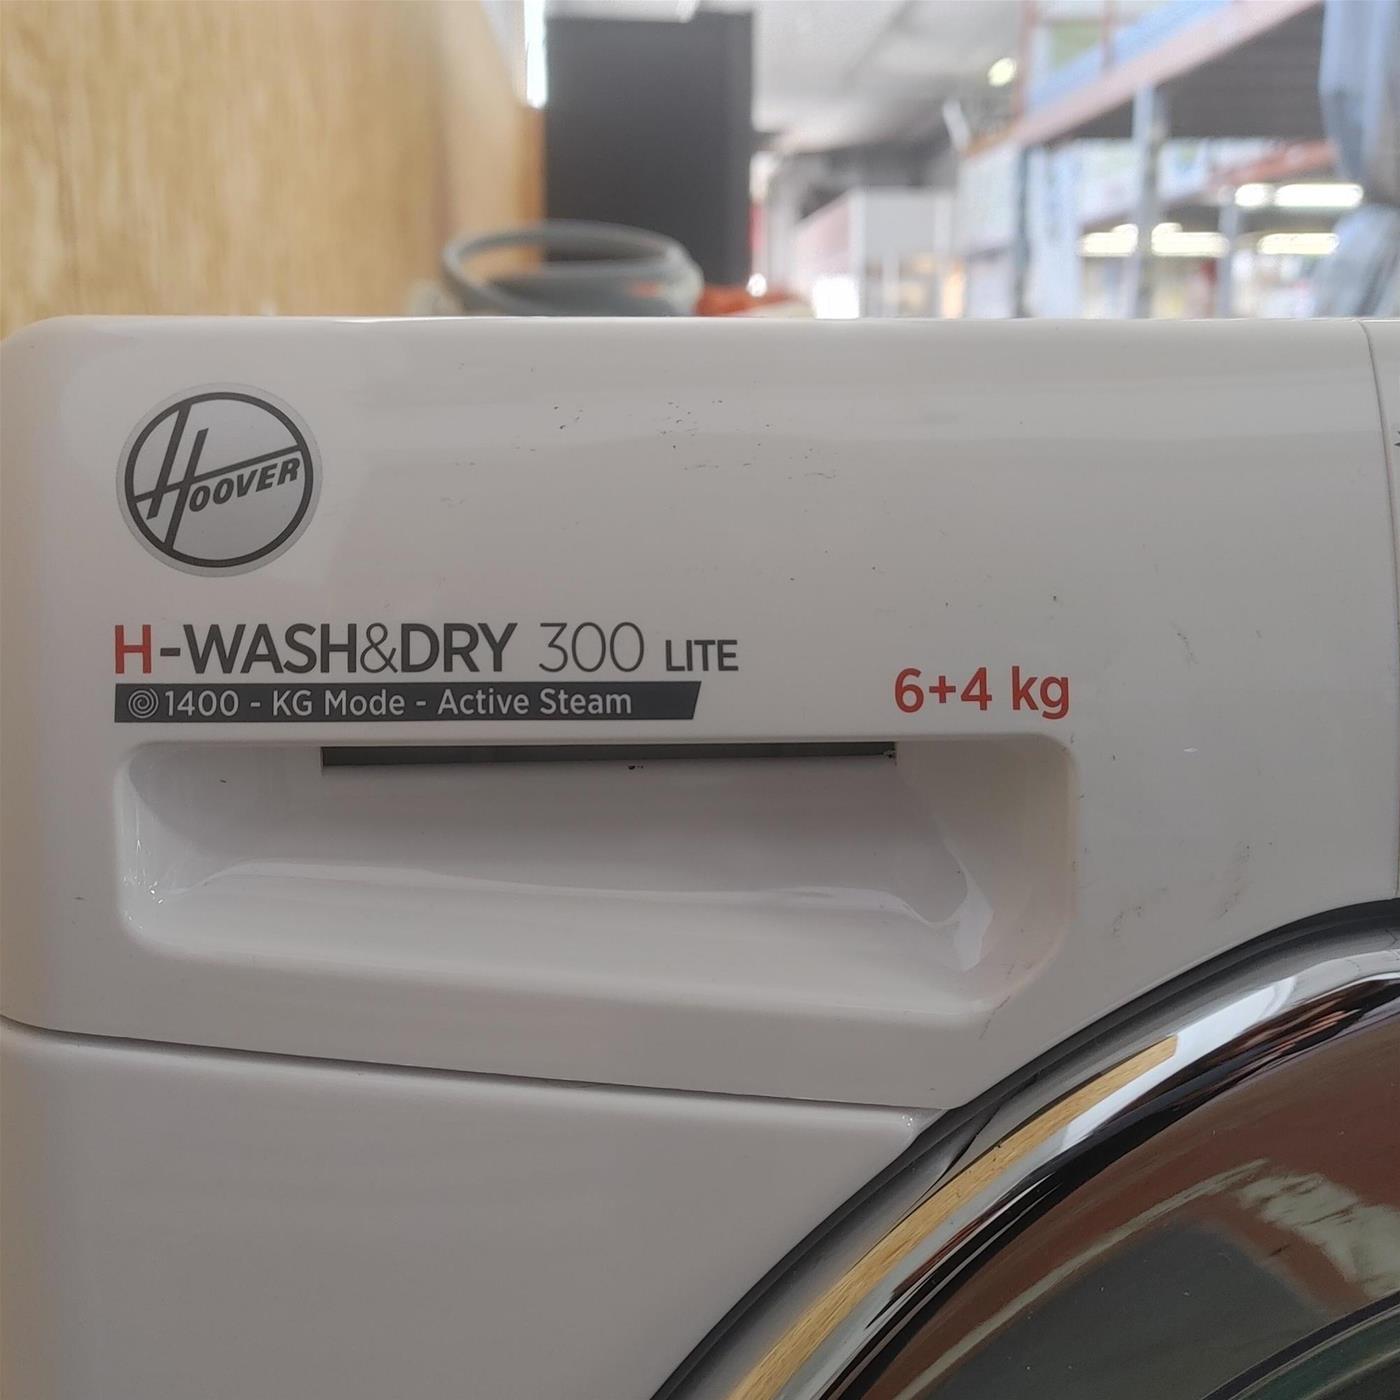 HOOVER
H-WASH&DRY 300 LITE
1400 - KG Mode - Active Steam
6+4 kg